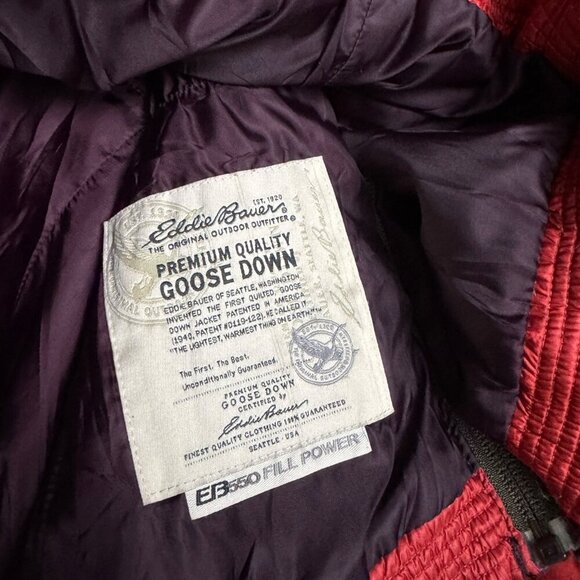 EST. 1920
Eddie Bauer®
THE ORIGINAL OUTDOOR OUTFITTER®
PREMIUM QUALITY
GOOSE DOWN
EDDIE BAUER OF SEATTLE, WASHINGTON
INVENTED THE FIRST QUILTED, GOOSE
DOWN JACKET PATENTED IN AMERICA
(1940, PATENT #D119-122). HE CALLED IT
"THE LIGHTEST, WARMEST THING ON EARTH."™
The First. The Best.
Unconditionally Guaranteed.
PREMIUM QUALITY
GOOSE DOWN
CERTIFIED by
Eddie Bauer
FINEST QUALITY CLOTHING 100% GUARANTEED
SEATTLE · USA
EB550 FILL POWER